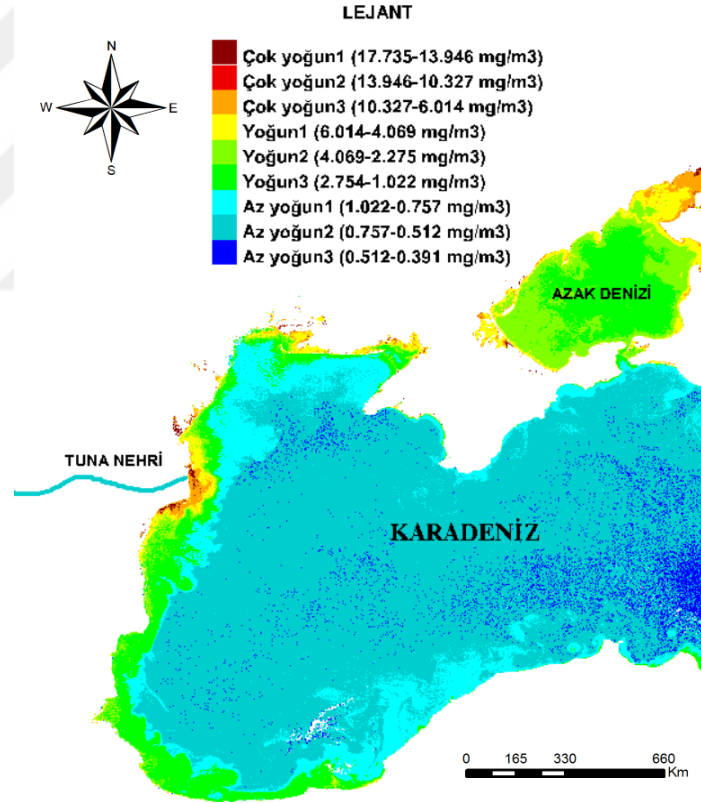 LEJANT
N
W
E
S
Çok yoğun1 (17.735-13.946 mg/m3)
Çok yoğun2 (13.946-10.327 mg/m3)
Çok yoğun3 (10.327-6.014 mg/m3)
Yoğun1 (6.014-4.069 mg/m3)
Yoğun2 (4.069-2.275 mg/m3)
Yoğun3 (2.754-1.022 mg/m3)
Az yoğun1 (1.022-0.757 mg/m3)
Az yoğun2 (0.757-0.512 mg/m3)
Az yoğun3 (0.512-0.391 mg/m3)
AZAK DENİZİ
TUNA NEHRİ
KARADENİZ
0 165 330 660
Km